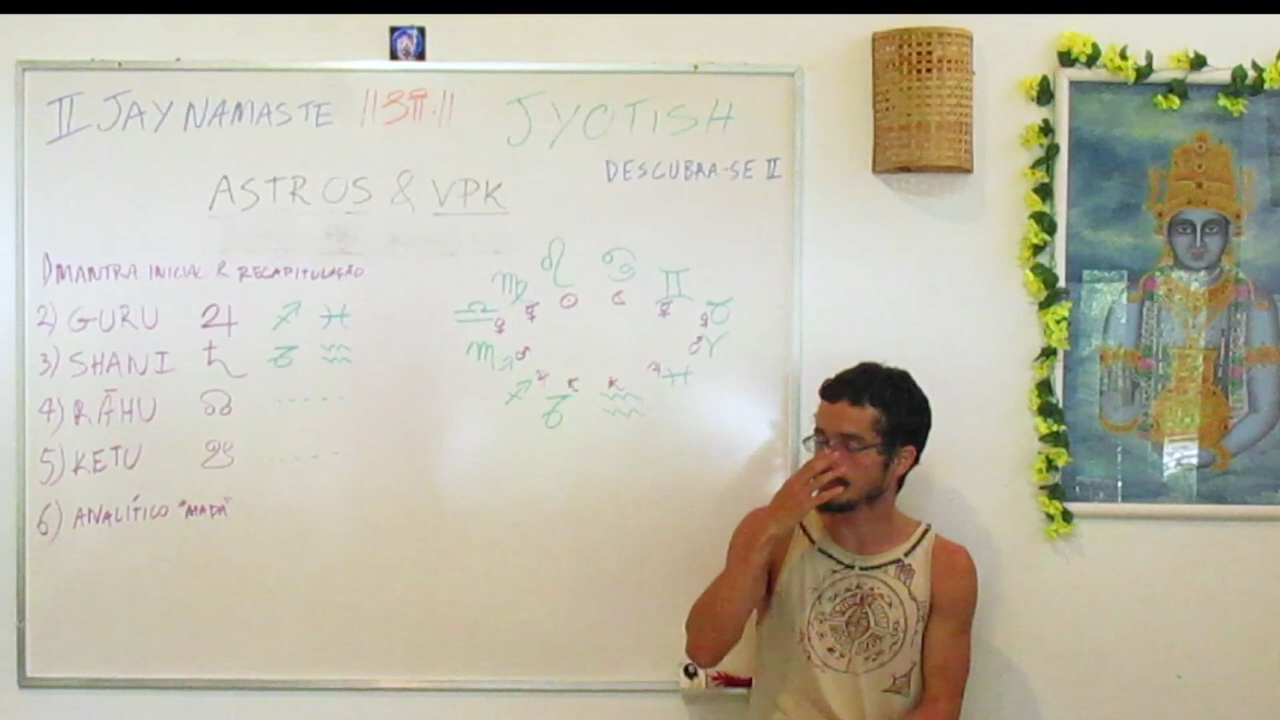 II JAY NAMASTE ||ॐ|| JYOTISH
DESCUBRA-SE II
ASTROS & VPK
1) MANTRA INICIAL & RECAPITULAÇÃO
2) GURU ♃ ♐ ♓
3) SHANI ♄ ♑ ♒
4) RĀHU ☊ ------
5) KETU ☋ ------
6) ANALÍTICO "MAPA"
♍ ♌ ♋ ♊
♎ ♀ ☿ ☉ ☾ ☿ ♀ ♉
♏ ♂ ♂ ♈
♐ ♃ ♄ ♄ ♃ ♓
♑ ♒